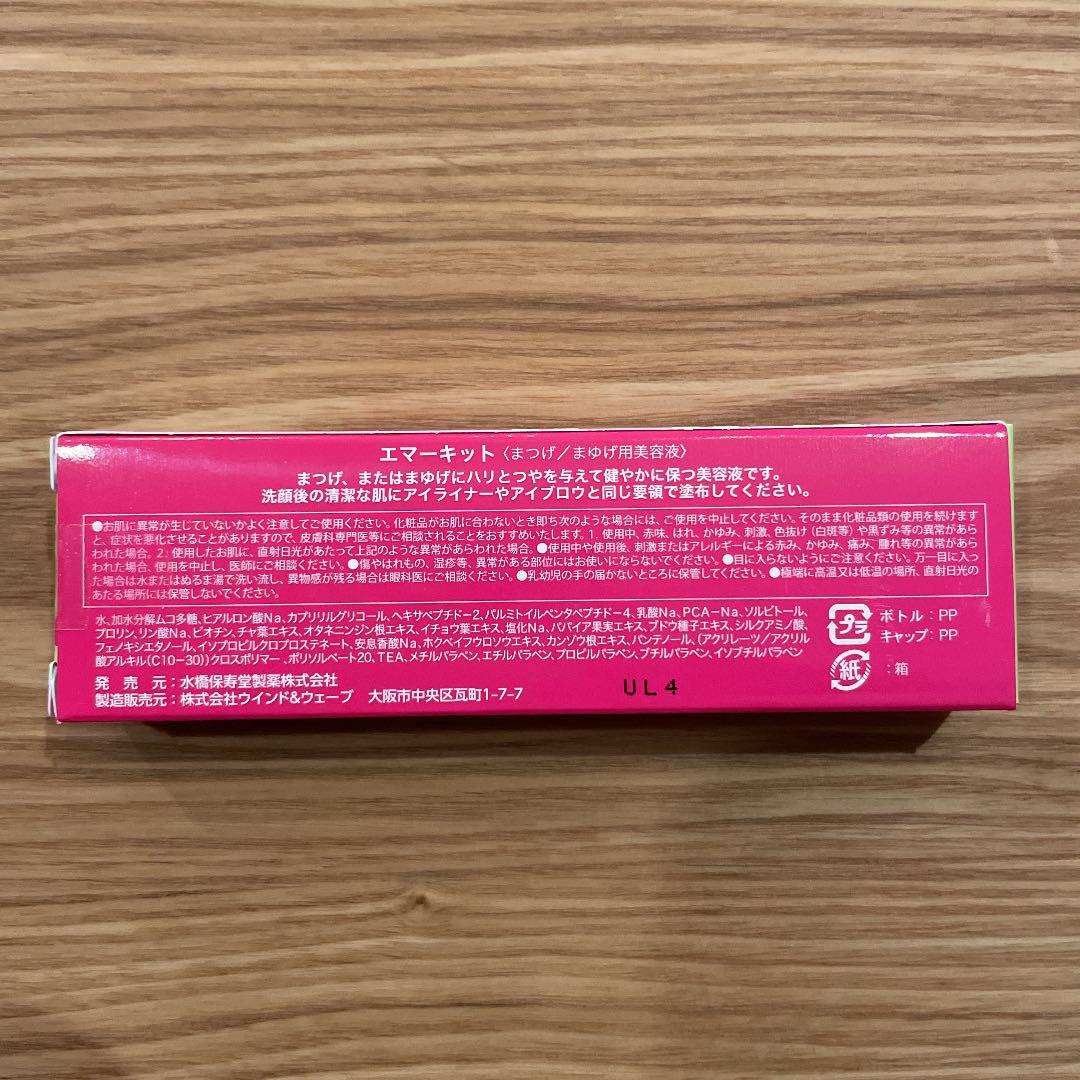 エマーキット〈まつげ／まゆげ用美容液〉
まつげ、またはまゆげにハリとつやを与えて健やかに保つ美容液です。
洗顔後の清潔な肌にアイライナーやアイブロウと同じ要領で塗布してください。
●お肌に異常が生じていないかよく注意してご使用ください。化粧品がお肌に合わないとき即ち次のような場合には、ご使用を中止してください。そのまま化粧品類の使用を続けます
と、症状を悪化させることがありますので、皮膚科専門医等にご相談されることをおすすめいたします。1. 使用中、赤味、はれ、かゆみ、刺激、色抜け（白斑等）や黒ずみ等の異常があら
われた場合。2. 使用したお肌に、直射日光があたって上記のような異常があらわれた場合。●使用中や使用後、刺激またはアレルギーによる赤み、かゆみ、痛み、腫れ等の異常があらわ
れた場合、使用を中止し、医師にご相談ください。●傷やはれもの、湿疹等、異常がある部位にはお使いにならないでください。●目に入らないようにご注意ください。万一目に入っ
た場合は水またはぬるま湯で洗い流し、異物感が残る場合は眼科医にご相談ください。●乳幼児の手の届かないところに保管してください。●極端に高温又は低温の場所、直射日光の
あたる場所には保管しないでください。
水、加水分解ムコ多糖、ヒアルロン酸Na、カプリリルグリコール、ヘキサペプチド-2、パルミトイルペンタペプチド-4、乳酸Na、PCA-Na、ソルビトール、
プロリン、リン酸Na、ビオチン、チャ葉エキス、オタネニンジン根エキス、イチョウ葉エキス、塩化Na、パパイア果実エキス、ブドウ種子エキス、シルクアミノ酸、
フェノキシエタノール、イソプロピルクロプロステネート、安息香酸Na、ホクベイフウロソウエキス、カンゾウ根エキス、パンテノール、（アクリレーツ／アクリル
酸アルキル（C10-30））クロスポリマー、ポリソルベート20、TEA、メチルパラベン、エチルパラベン、プロピルパラベン、ブチルパラベン、イソブチルパラベン
プラ ボトル：PP
キャップ：PP
紙 ：箱
発 売 元：水橋保寿堂製薬株式会社
製造販売元：株式会社ウインド&ウェーブ 大阪市中央区瓦町1-7-7
UL4